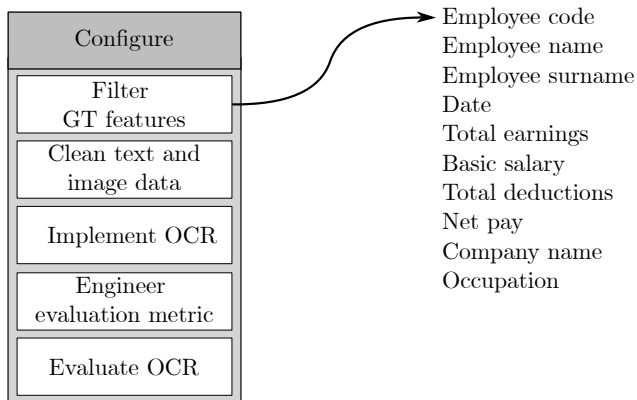 Configure
Filter
GT features
Clean text and
image data
Implement OCR
Engineer
evaluation metric
Evaluate OCR
Employee code
Employee name
Employee surname
Date
Total earnings
Basic salary
Total deductions
Net pay
Company name
Occupation